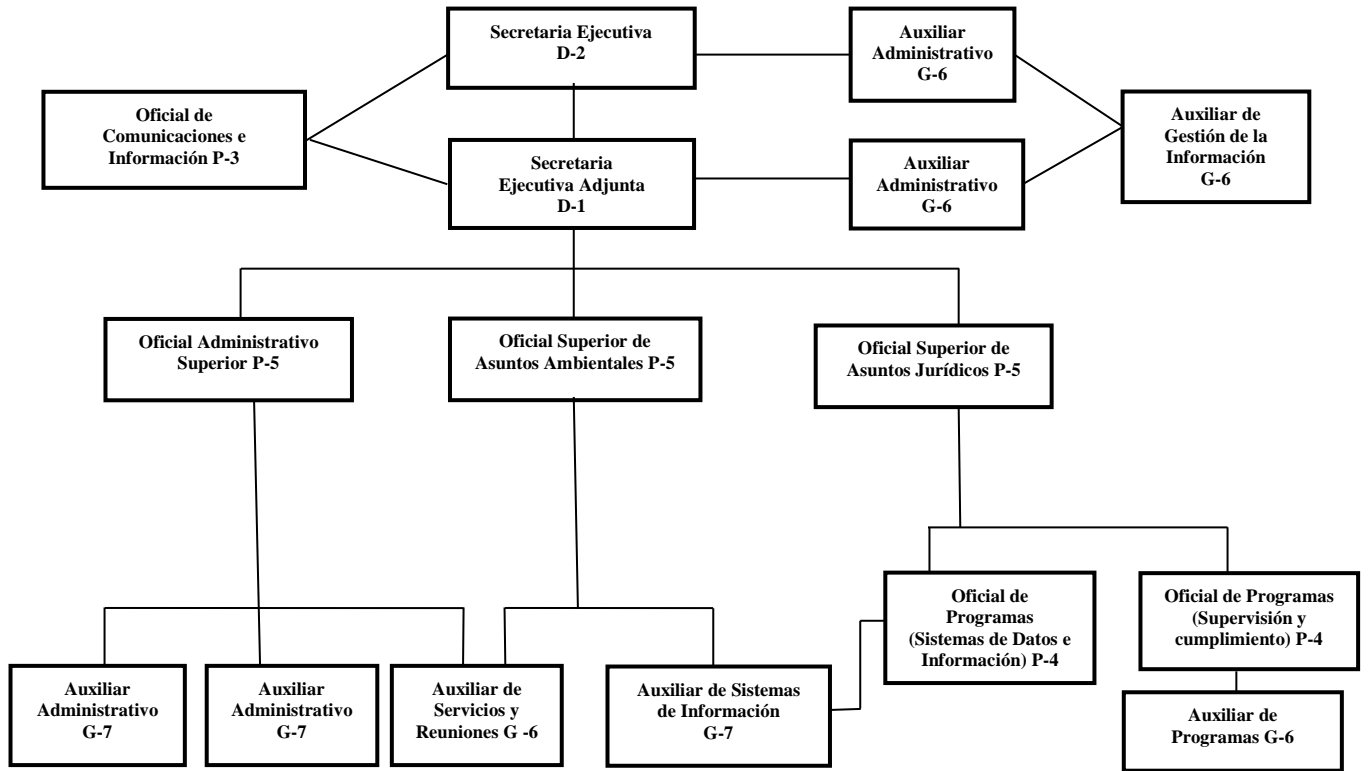 Secretaria Ejecutiva
D-2
Auxiliar
Administrativo
G-6
Oficial de
Comunicaciones e
Información P-3
Auxiliar de
Gestión de la
Información
G-6
Secretaria
Ejecutiva Adjunta
D-1
Auxiliar
Administrativo
G-6
Oficial Administrativo
Superior P-5
Oficial Superior de
Asuntos Ambientales P-5
Oficial Superior de
Asuntos Jurídicos P-5
Oficial de
Programas
(Sistemas de Datos e
Información) P-4
Oficial de Programas
(Supervisión y
cumplimiento) P-4
Auxiliar
Administrativo
G-7
Auxiliar
Administrativo
G-7
Auxiliar de
Servicios y
Reuniones G -6
Auxiliar de Sistemas
de Información
G-7
Auxiliar de
Programas G-6